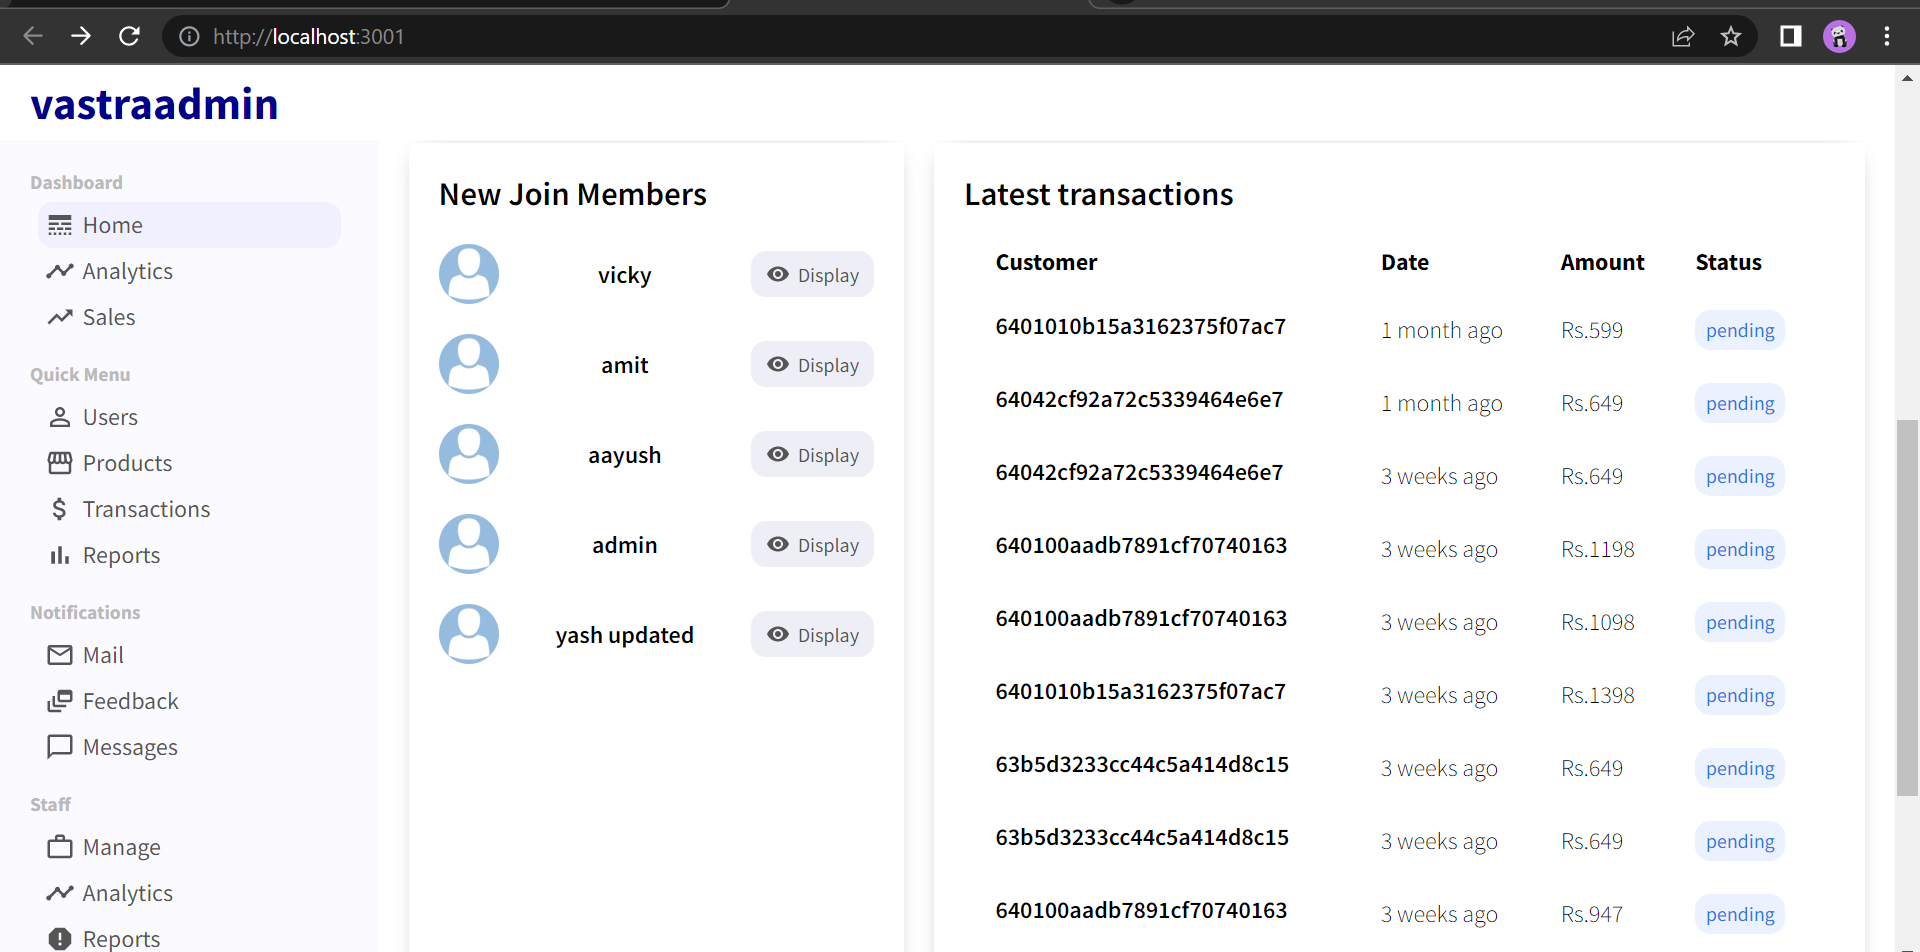 http://localhost:3001
vastraadmin
Dashboard
Home
Analytics
Sales
Quick Menu
Users
Products
Transactions
Reports
Notifications
Mail
Feedback
Messages
Staff
Manage
Analytics
Reports
New Join Members
vicky Display
amit Display
aayush Display
admin Display
yash updated Display
Latest transactions
Customer Date Amount Status
6401010b15a3162375f07ac7 1 month ago Rs.599 pending
64042cf92a72c5339464e6e7 1 month ago Rs.649 pending
64042cf92a72c5339464e6e7 3 weeks ago Rs.649 pending
640100aadb7891cf70740163 3 weeks ago Rs.1198 pending
640100aadb7891cf70740163 3 weeks ago Rs.1098 pending
6401010b15a3162375f07ac7 3 weeks ago Rs.1398 pending
63b5d3233cc44c5a414d8c15 3 weeks ago Rs.649 pending
63b5d3233cc44c5a414d8c15 3 weeks ago Rs.649 pending
640100aadb7891cf70740163 3 weeks ago Rs.947 pending